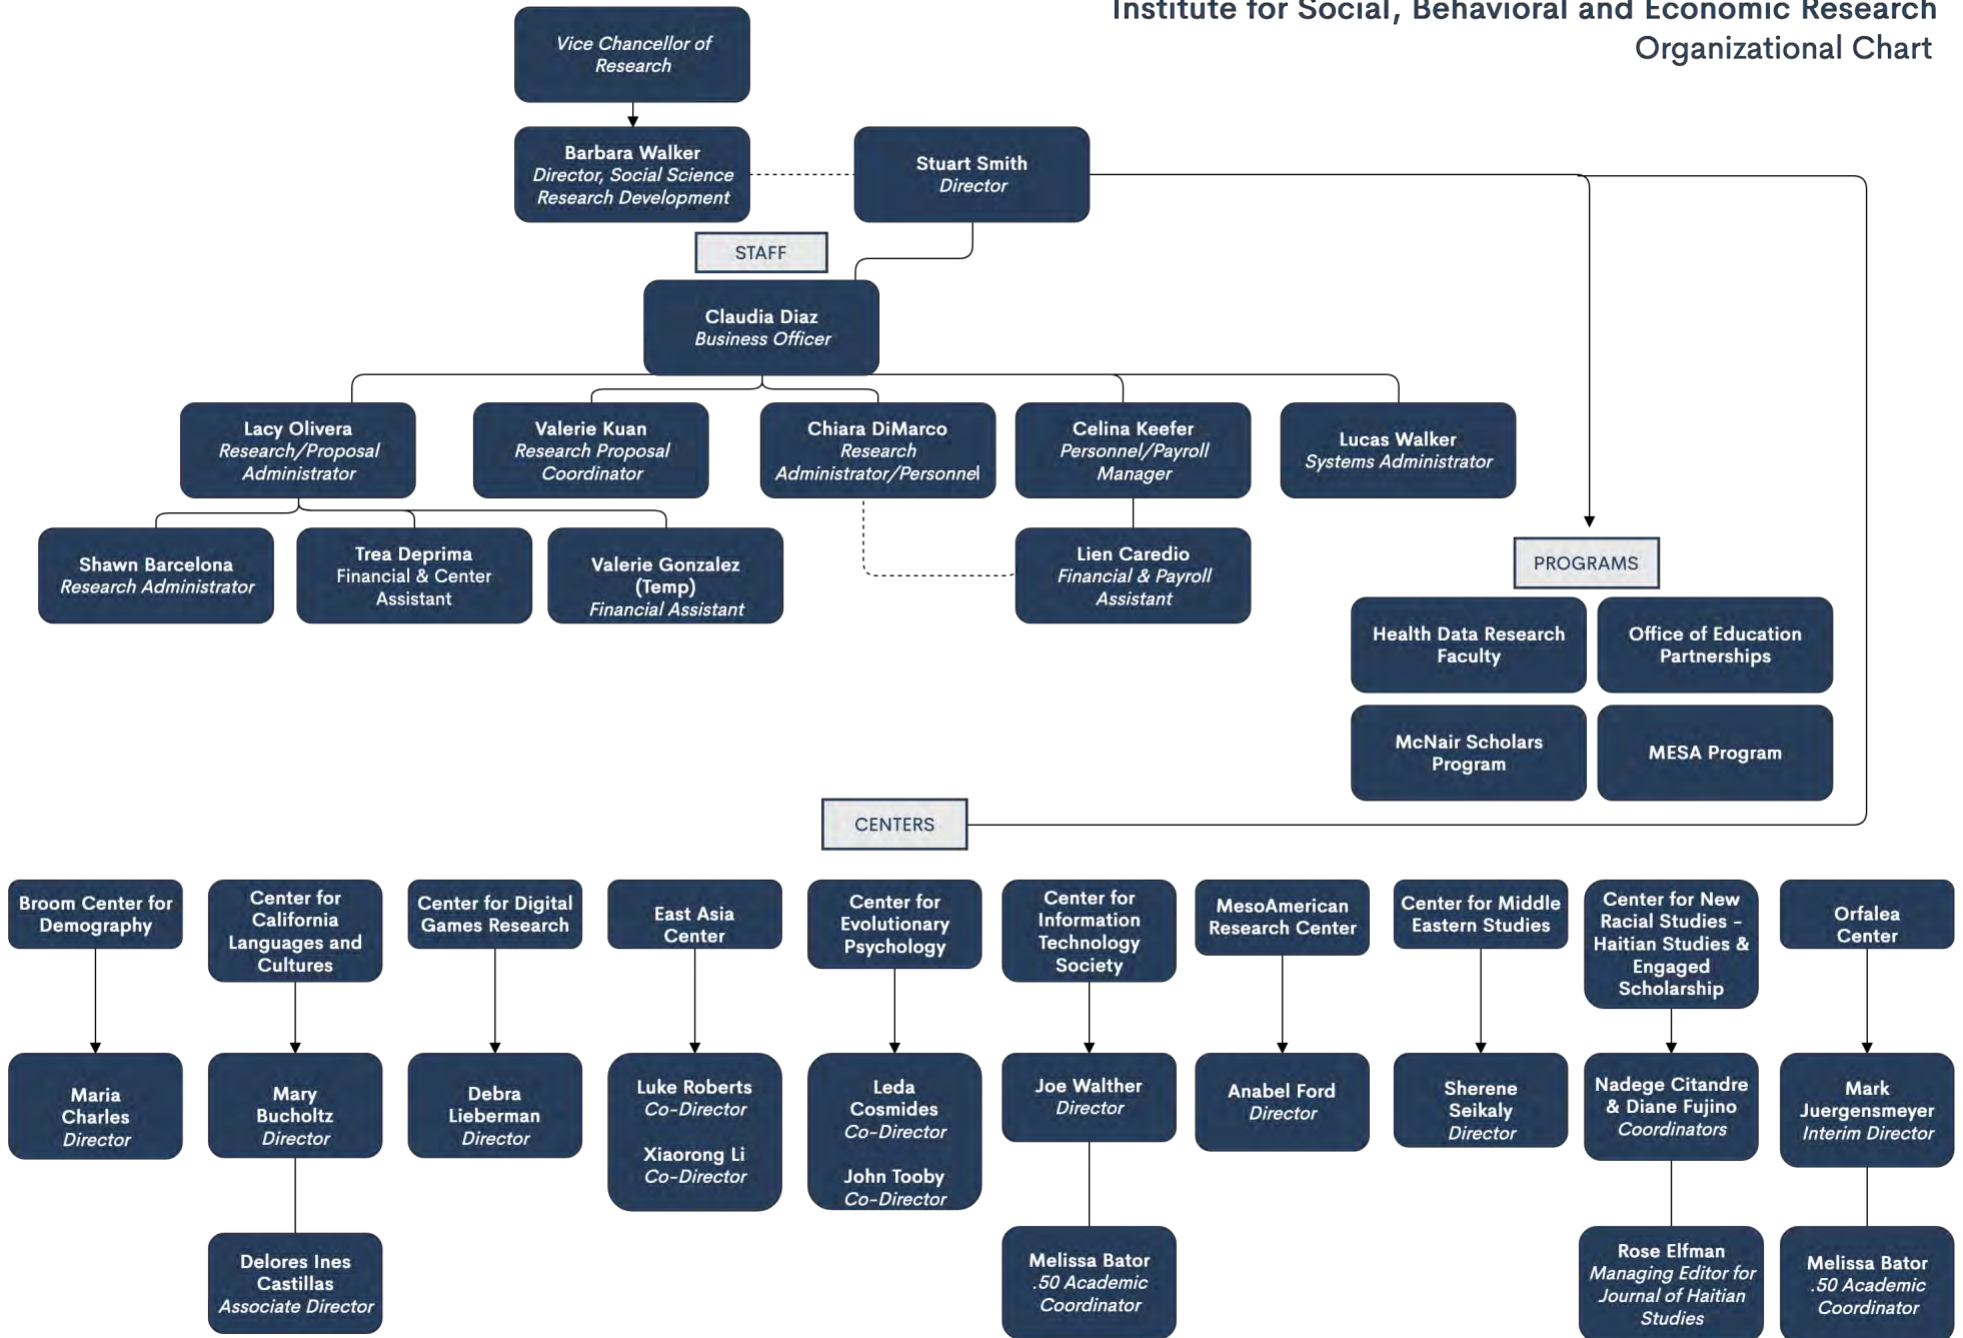 Institute for Social, Behavioral and Economic Research
Organizational Chart
Vice Chancellor of
Research
Barbara Walker
Director, Social Science
Research Development
Stuart Smith
Director
STAFF
Claudia Diaz
Business Officer
Lacy Olivera
Research/Proposal
Administrator
Valerie Kuan
Research Proposal
Coordinator
Chiara DiMarco
Research
Administrator/Personnel
Celina Keefer
Personnel/Payroll
Manager
Lucas Walker
Systems Administrator
Shawn Barcelona
Research Administrator
Trea Deprima
Financial & Center
Assistant
Valerie Gonzalez
(Temp)
Financial Assistant
Lien Caredio
Financial & Payroll
Assistant
PROGRAMS
Health Data Research
Faculty
Office of Education
Partnerships
McNair Scholars
Program
MESA Program
CENTERS
Broom Center for
Demography
Center for
California
Languages and
Cultures
Center for Digital
Games Research
East Asia
Center
Center for
Evolutionary
Psychology
Center for
Information
Technology
Society
MesoAmerican
Research Center
Center for Middle
Eastern Studies
Center for New
Racial Studies -
Haitian Studies &
Engaged
Scholarship
Orfalea
Center
Maria
Charles
Director
Mary
Bucholtz
Director
Debra
Lieberman
Director
Luke Roberts
Co-Director
Xiaorong Li
Co-Director
Leda
Cosmides
Co-Director
John Tooby
Co-Director
Joe Walther
Director
Anabel Ford
Director
Sherene
Seikaly
Director
Nadege Citandre
& Diane Fujino
Coordinators
Mark
Juergensmeyer
Interim Director
Delores Ines
Castillas
Associate Director
Melissa Bator
.50 Academic
Coordinator
Rose Elfman
Managing Editor for
Journal of Haitian
Studies
Melissa Bator
.50 Academic
Coordinator